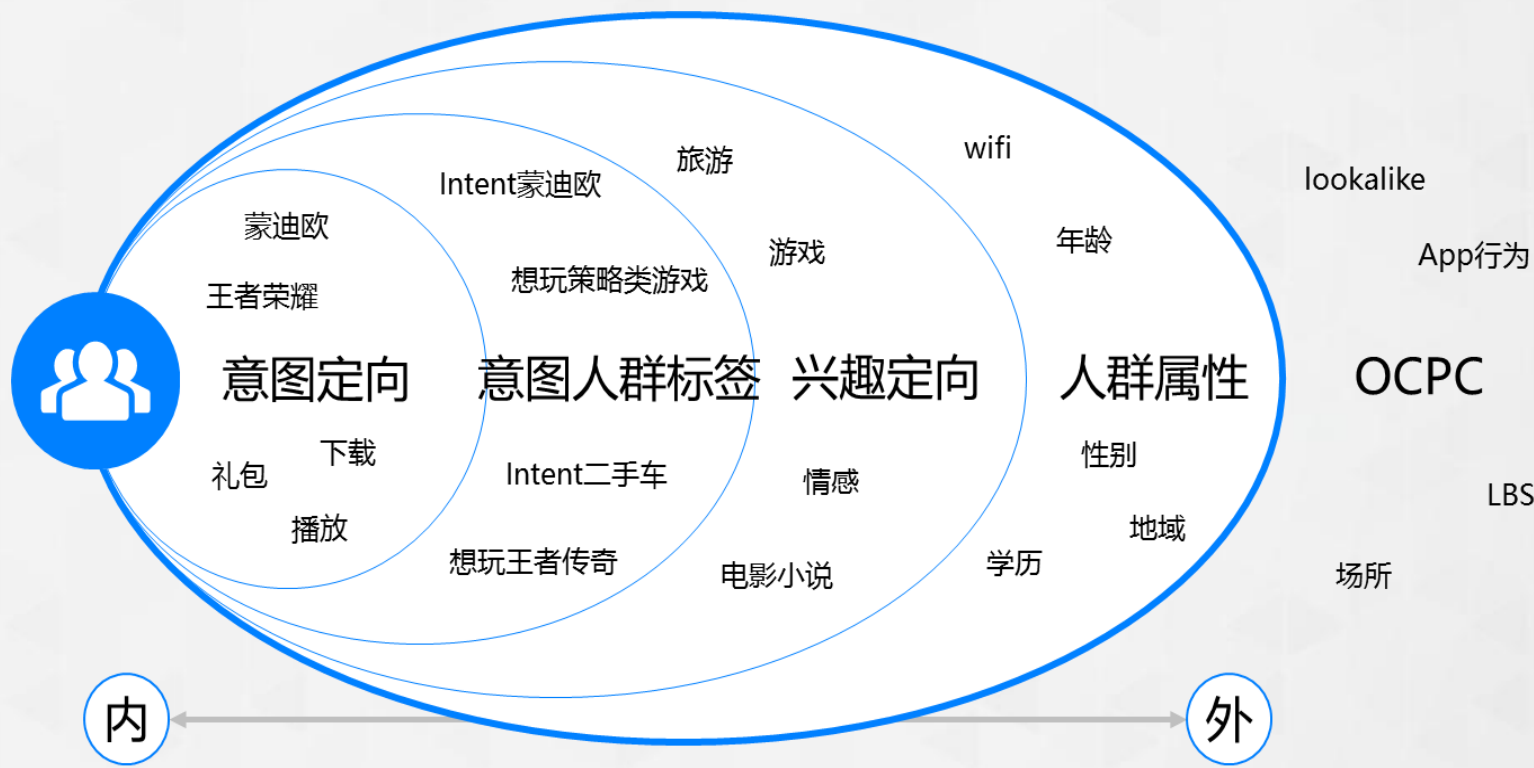 旅游
wifi
Intent蒙迪欧
lookalike
蒙迪欧
年龄
游戏
App行为
想玩策略类游戏
王者荣耀
意图定向
意图人群标签
兴趣定向
人群属性
OCPC
下载
性别
礼包
Intent二手车
情感
LBS
播放
地域
想玩王者传奇
学历
电影小说
场所
内
外